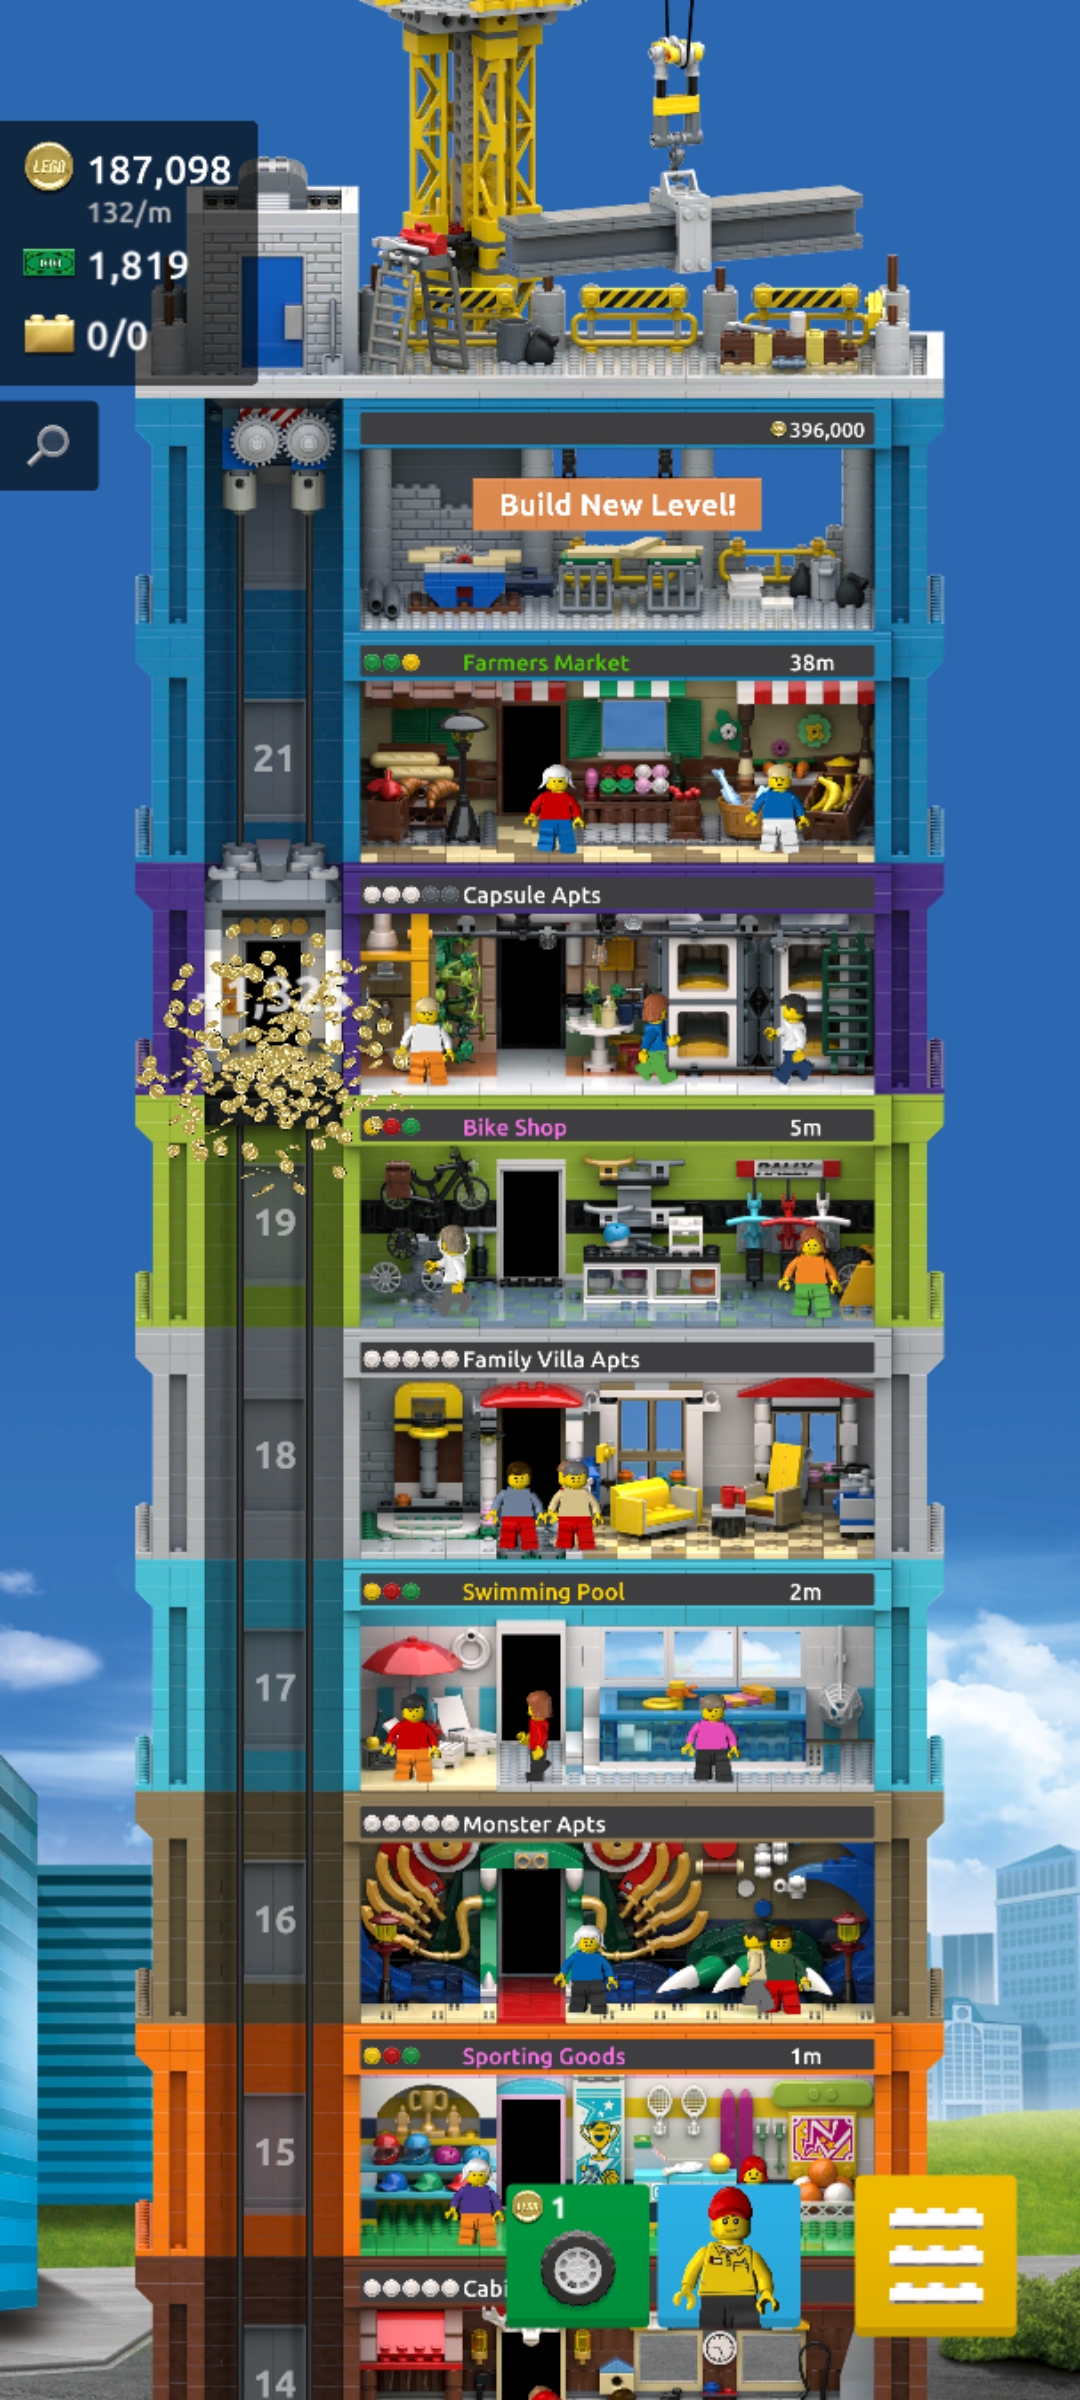 LEGO 187,098
132/m
1,819
0/0
396,000
Build New Level!
Farmers Market 38m
21
Capsule Apts
Bike Shop 5m
RALLY
19
Family Villa Apts
18
Swimming Pool 2m
17
Monster Apts
16
Sporting Goods 1m
15
1
Cabi
14